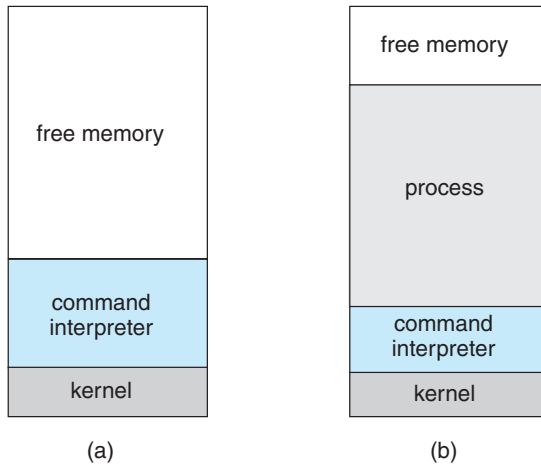 free memory
command
interpreter
kernel
(a)
free memory
process
command
interpreter
kernel
(b)